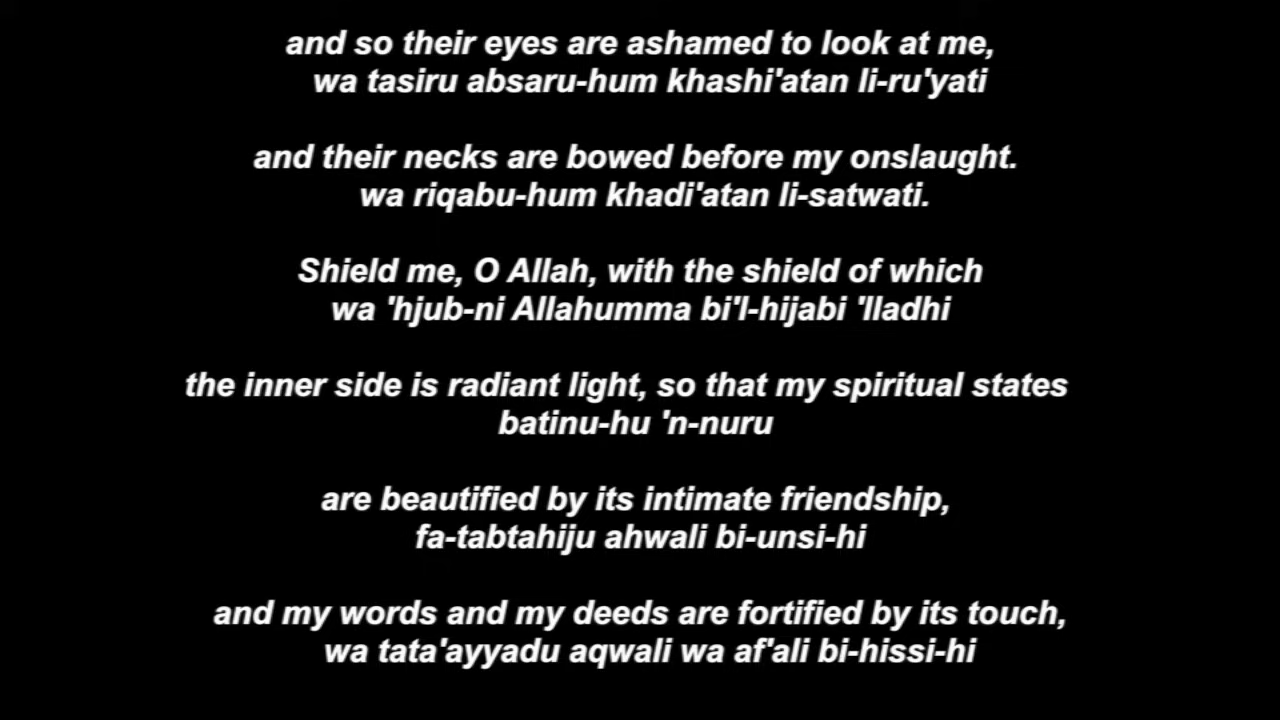 and so their eyes are ashamed to look at me,
wa tasiru absaru-hum khashi'atan li-ru'yati
and their necks are bowed before my onslaught.
wa riqabu-hum khadi'atan li-satwati.
Shield me, O Allah, with the shield of which
wa 'hjub-ni Allahumma bi'l-hijabi 'lladhi
the inner side is radiant light, so that my spiritual states
batinu-hu 'n-nuru
are beautified by its intimate friendship,
fa-tabtahiju ahwali bi-unsi-hi
and my words and my deeds are fortified by its touch,
wa tata'ayyadu aqwali wa af'ali bi-hissi-hi